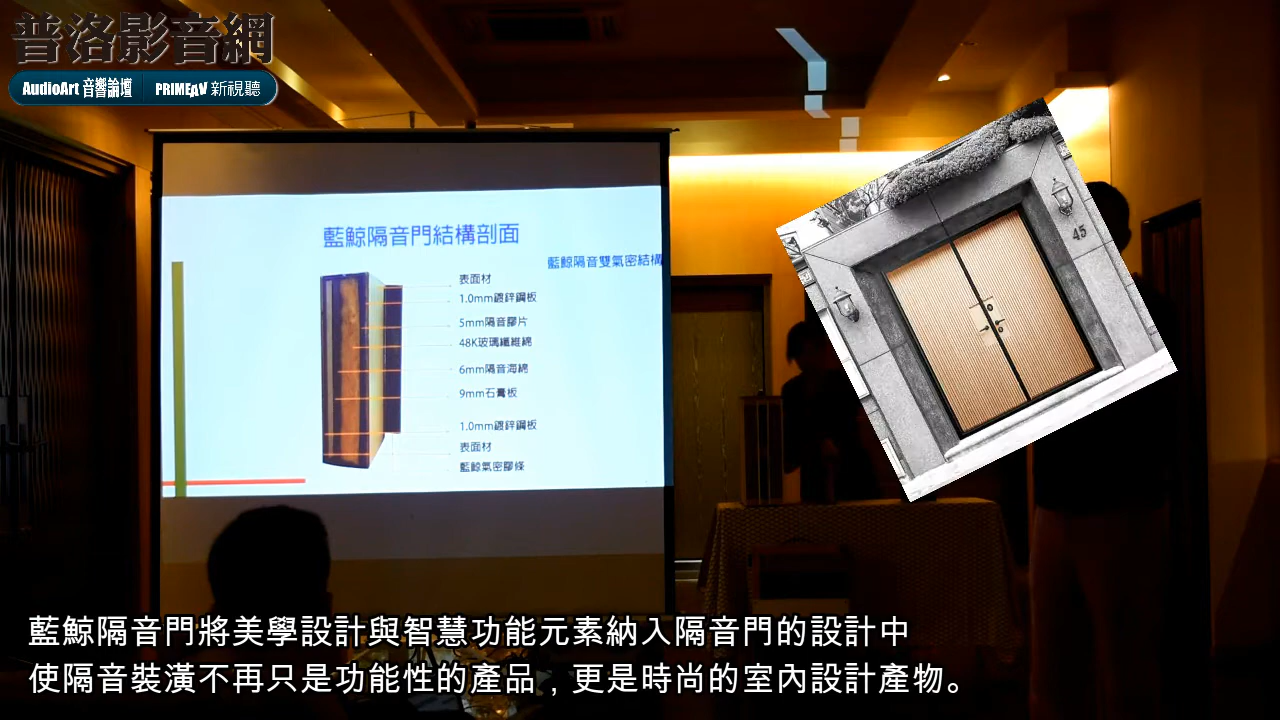 普洛影音網
AudioArt 音響論壇
PRIMEAV 新視聽
藍鯨隔音門結構剖面
藍鯨隔音雙氣密結構
表面材
1.0mm鍍鋅鋼板
5mm隔音膠片
48K玻璃纖維綿
6mm隔音海綿
9mm石膏板
1.0mm鍍鋅鋼板
表面材
藍鯨氣密膠條
45
藍鯨隔音門將美學設計與智慧功能元素納入隔音門的設計中
使隔音裝潢不再只是功能性的產品，更是時尚的室內設計產物。